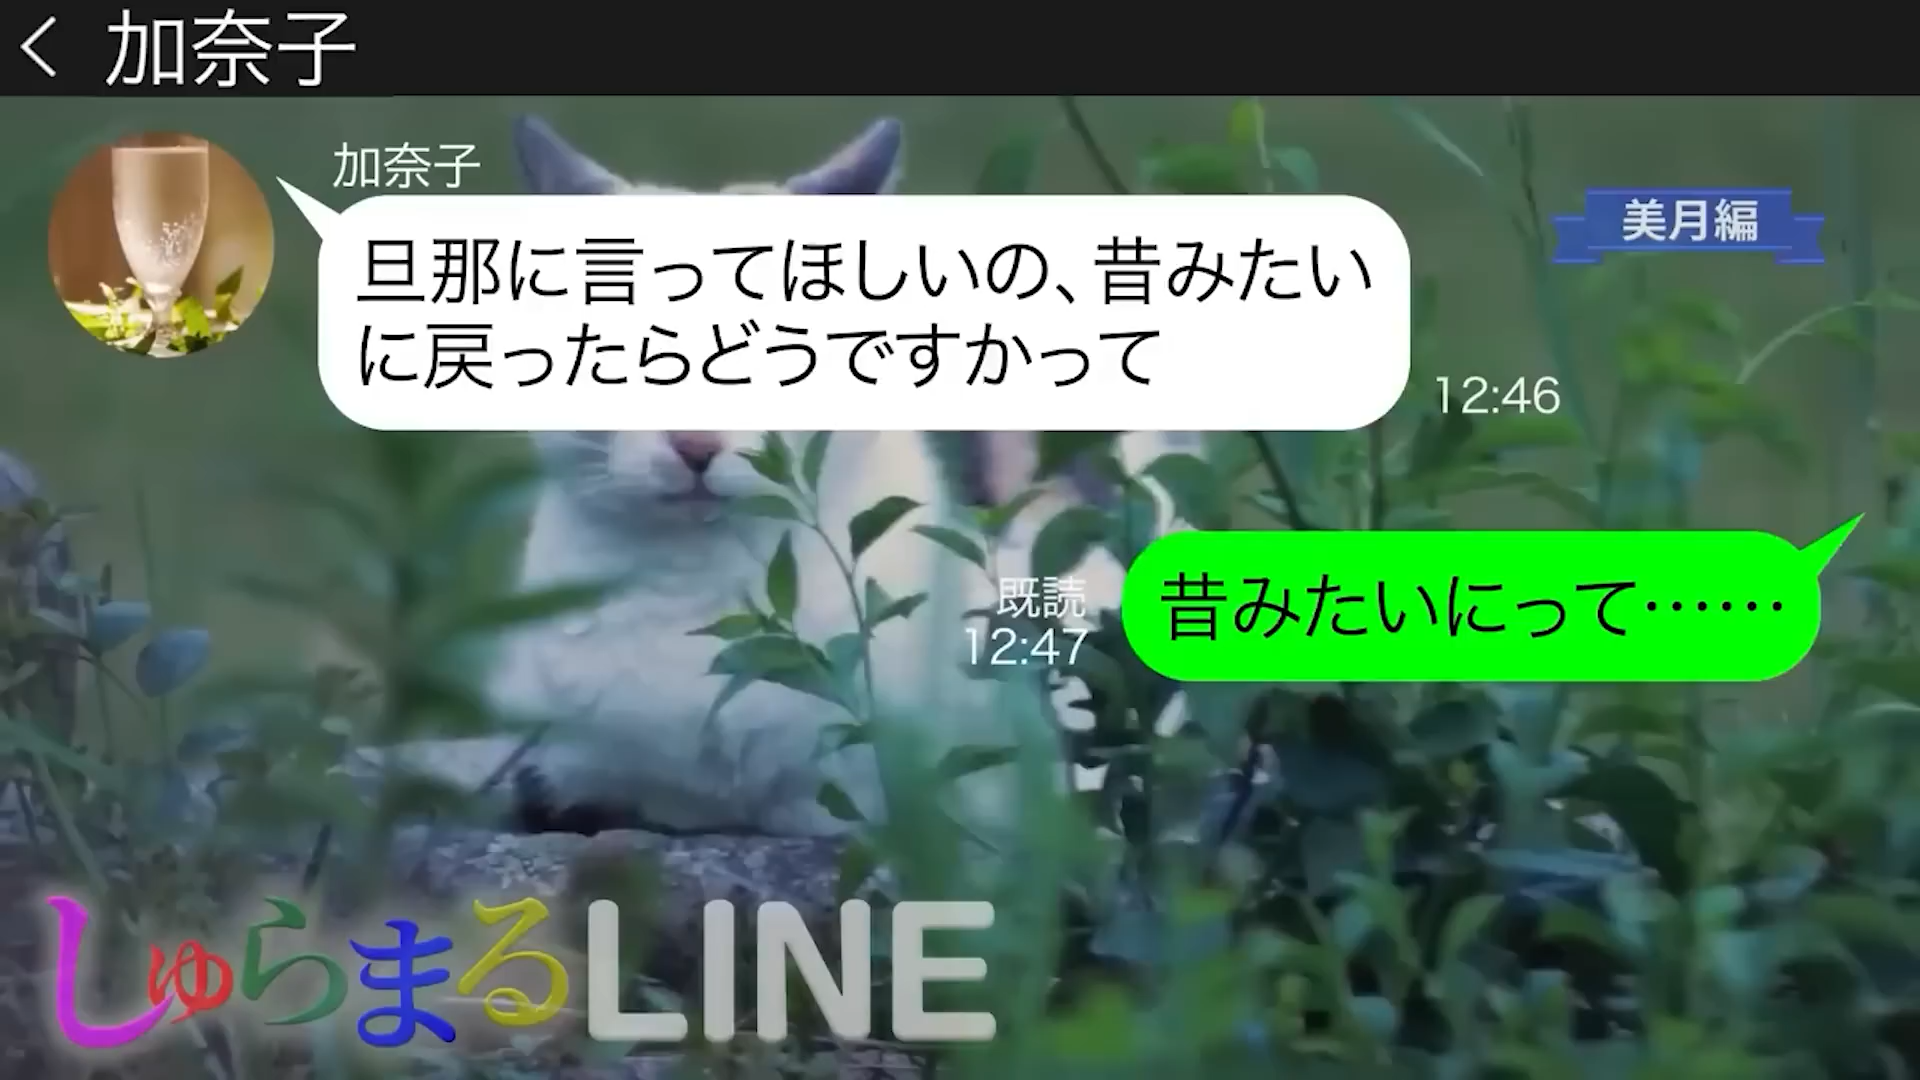 加奈子
加奈子
美月編
旦那に言ってほしいの、昔みたい
に戻ったらどうですかって
12:46
昔みたいにって……
既読
12:47
しゅらまるLINE